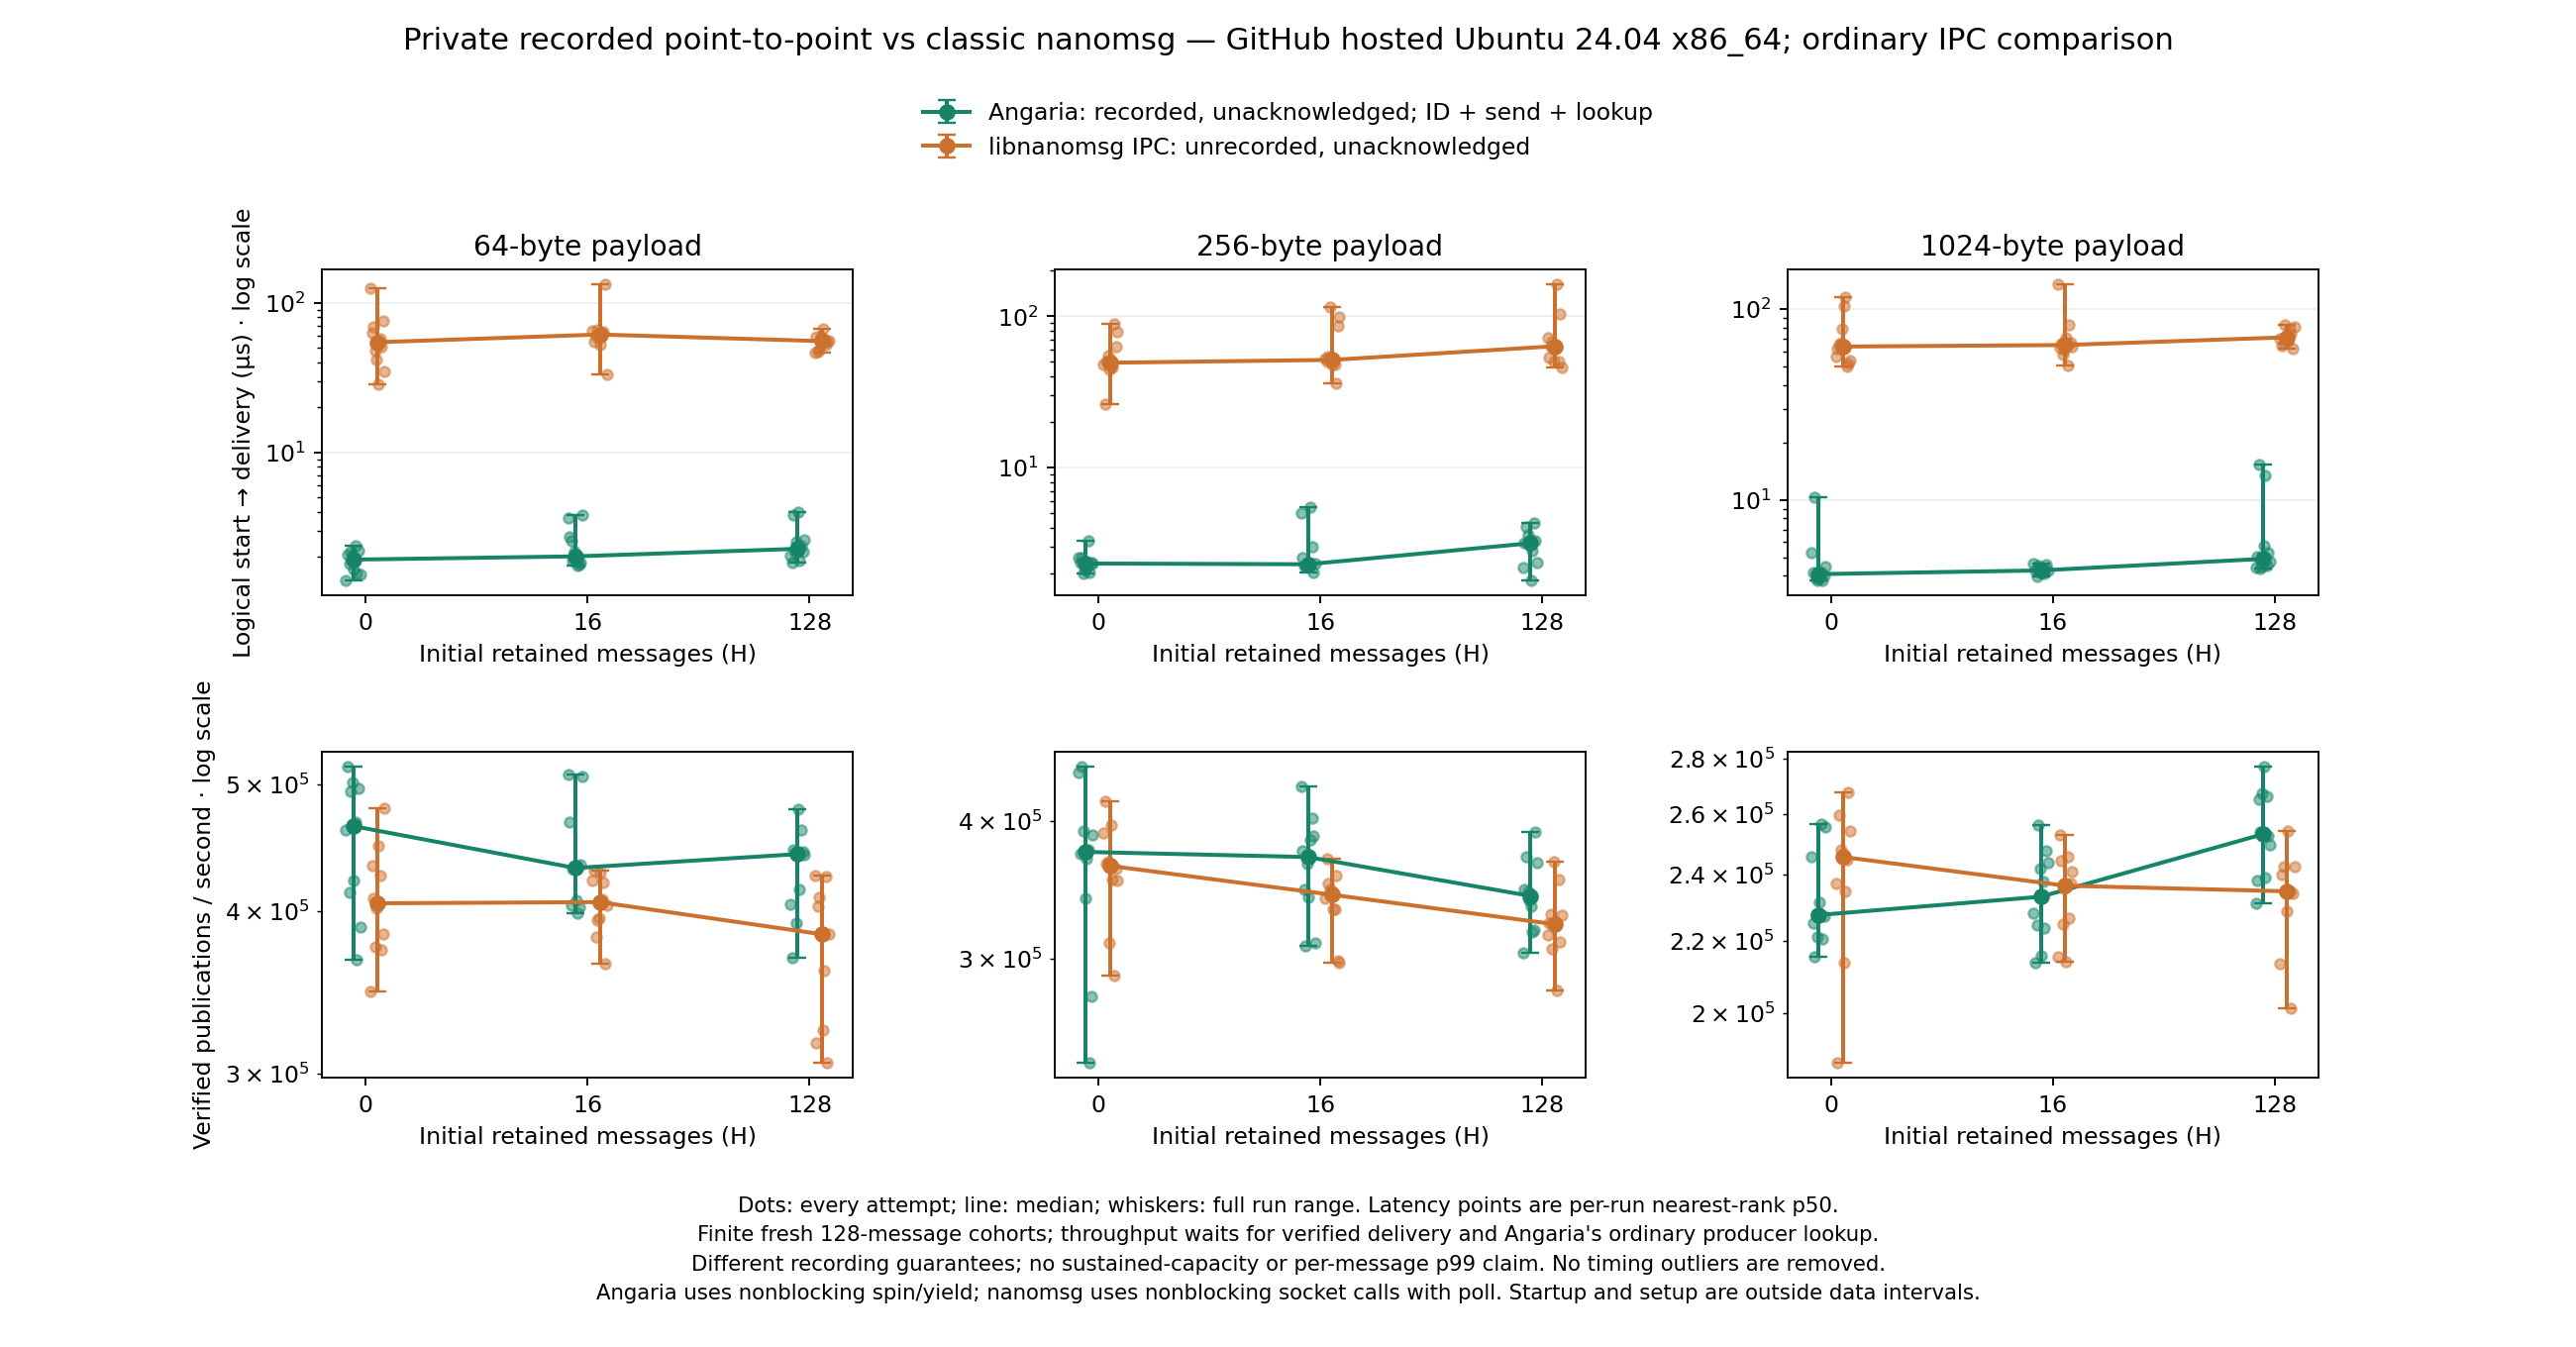 Private recorded point-to-point vs classic nanomsg — GitHub hosted Ubuntu 24.04 x86_64; ordinary IPC comparison
Angaria: recorded, unacknowledged; ID + send + lookup
libnanomsg IPC: unrecorded, unacknowledged
Logical start → delivery (µs) · log scale
64-byte payload
10²
10¹
0 16 128
Initial retained messages (H)
256-byte payload
10²
10¹
0 16 128
Initial retained messages (H)
1024-byte payload
10²
10¹
0 16 128
Initial retained messages (H)
Verified publications / second · log scale
5 × 10⁵
4 × 10⁵
3 × 10⁵
0 16 128
Initial retained messages (H)
4 × 10⁵
3 × 10⁵
0 16 128
Initial retained messages (H)
2.8 × 10⁵
2.6 × 10⁵
2.4 × 10⁵
2.2 × 10⁵
2 × 10⁵
0 16 128
Initial retained messages (H)
Dots: every attempt; line: median; whiskers: full run range. Latency points are per-run nearest-rank p50.
Finite fresh 128-message cohorts; throughput waits for verified delivery and Angaria's ordinary producer lookup.
Different recording guarantees; no sustained-capacity or per-message p99 claim. No timing outliers are removed.
Angaria uses nonblocking spin/yield; nanomsg uses nonblocking socket calls with poll. Startup and setup are outside data intervals.